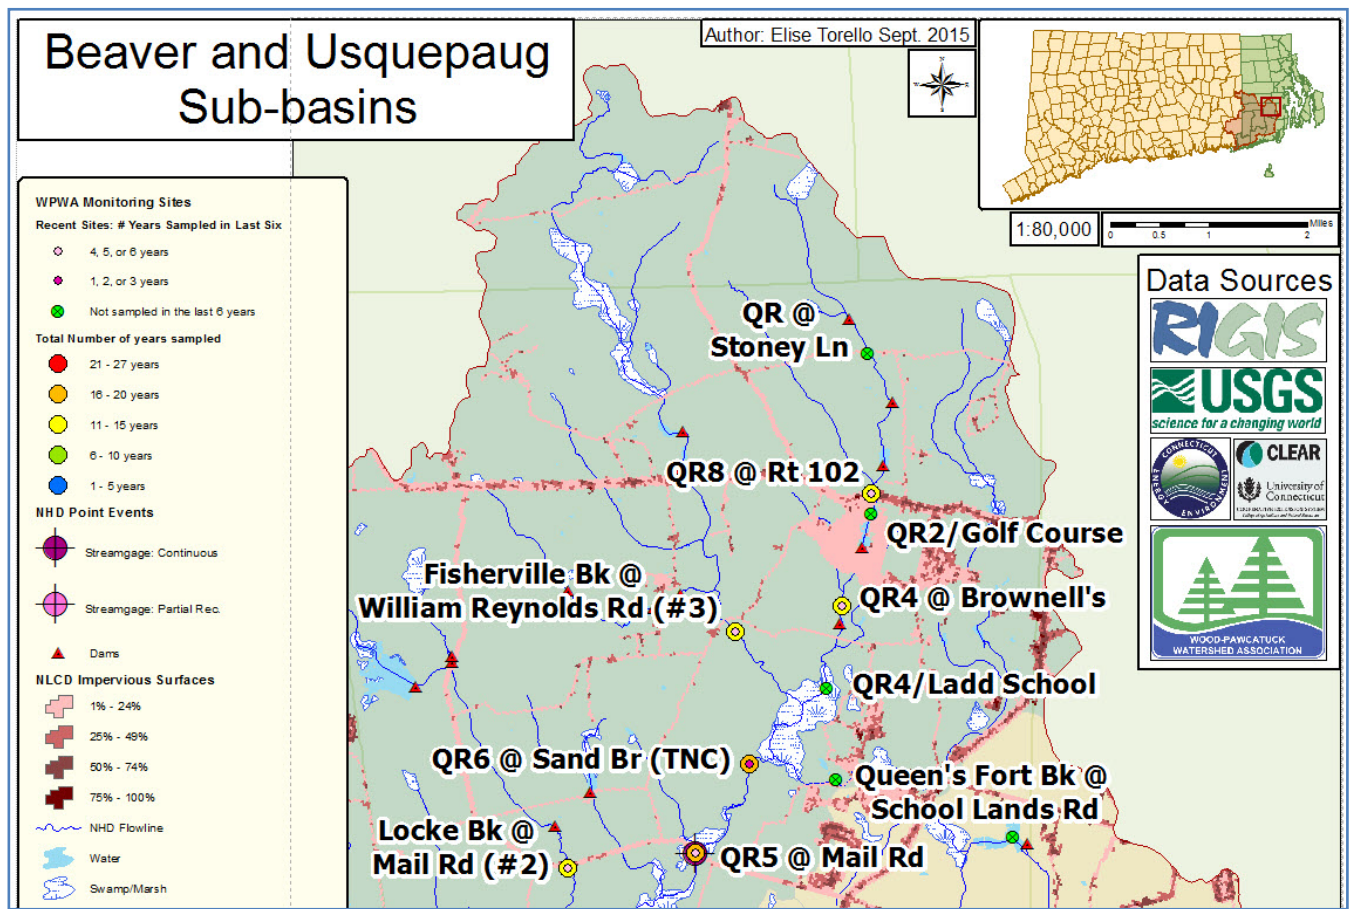 Beaver and Usquepaug
Sub-basins
Author: Elise Torello Sept. 2015
N
W
E
S
1:80,000
Miles
0 0.5 1 2
WPWA Monitoring Sites
Recent Sites: # Years Sampled in Last Six
4, 5, or 6 years
1, 2, or 3 years
Not sampled in the last 6 years
Total Number of years sampled
21 - 27 years
16 - 20 years
11 - 15 years
6 - 10 years
1 - 5 years
NHD Point Events
Streamgage: Continuous
Streamgage: Partial Rec.
Dams
NLCD Impervious Surfaces
1% - 24%
25% - 49%
50% - 74%
75% - 100%
NHD Flowline
Water
Swamp/Marsh
QR @
Stoney Ln
QR8 @ Rt 102
QR2/Golf Course
Fisherville Bk @
William Reynolds Rd (#3)
QR4 @ Brownell's
QR4/Ladd School
QR6 @ Sand Br (TNC)
Queen's Fort Bk @
School Lands Rd
Locke Bk @
Mail Rd (#2)
QR5 @ Mail Rd
Data Sources
RIGIS
USGS
science for a changing world
CONNECTICUT
ENERGY ENVIRONMENT
CLEAR
University of
Connecticut
WOOD-PAWCATUCK
WATERSHED ASSOCIATION